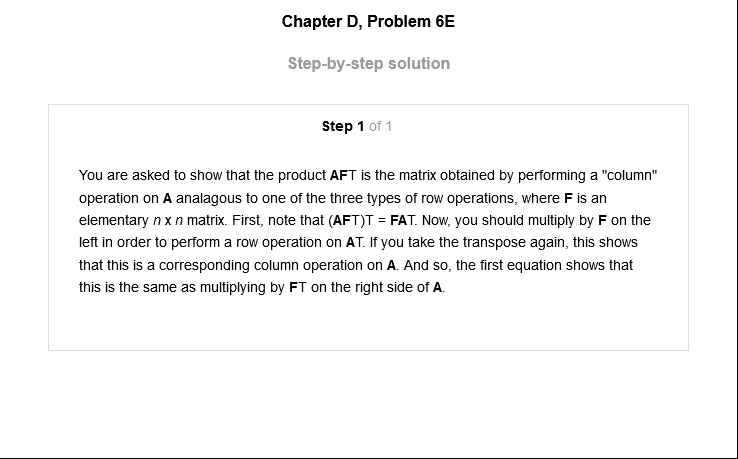 Chapter D, Problem 6E
Step-by-step solution
Step 1 of 1
You are asked to show that the product AFT is the matrix obtained by performing a "column"
operation on A analagous to one of the three types of row operations, where F is an
elementary n x n matrix. First, note that (AFT)T = FAT. Now, you should multiply by F on the
left in order to perform a row operation on AT. If you take the transpose again, this shows
that this is a corresponding column operation on A. And so, the first equation shows that
this is the same as multiplying by FT on the right side of A.